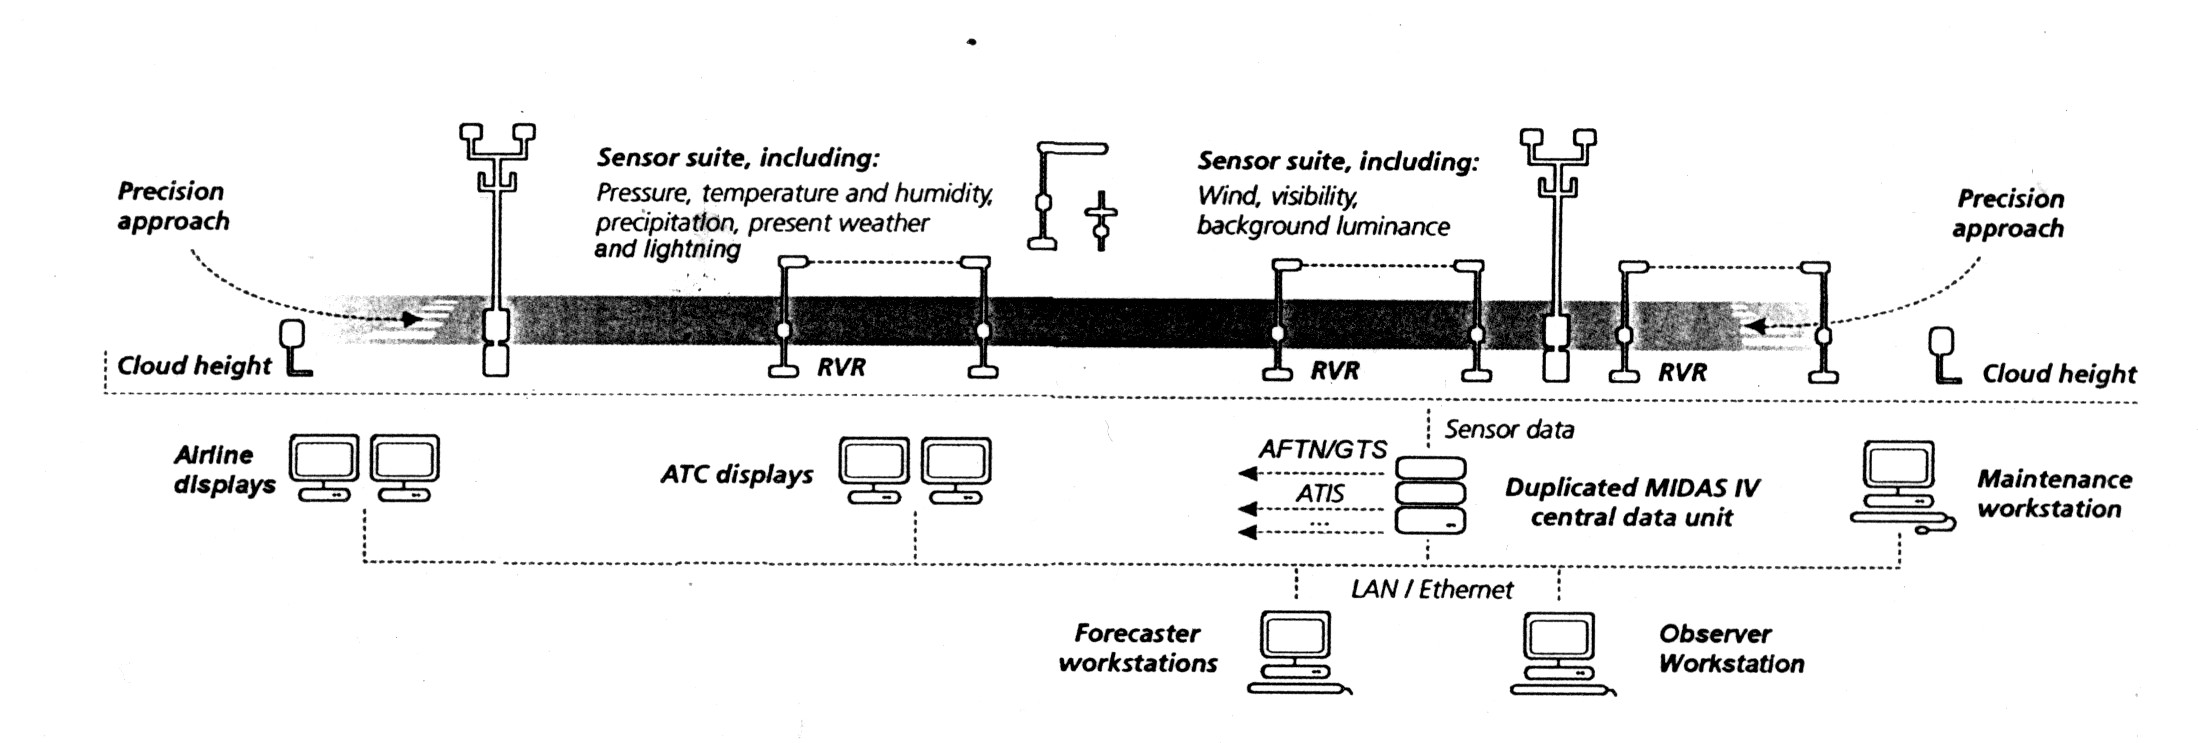 Precision
approach
Sensor suite, including:
Pressure, temperature and humidity,
precipitation, present weather
and lightning
Sensor suite, including:
Wind, visibility,
background luminance
Precision
approach
Cloud height
RVR
RVR
RVR
Cloud height
Airline
displays
ATC displays
AFTN/GTS
ATIS
...
Sensor data
Duplicated MIDAS IV
central data unit
Maintenance
workstation
LAN / Ethernet
Forecaster
workstations
Observer
Workstation